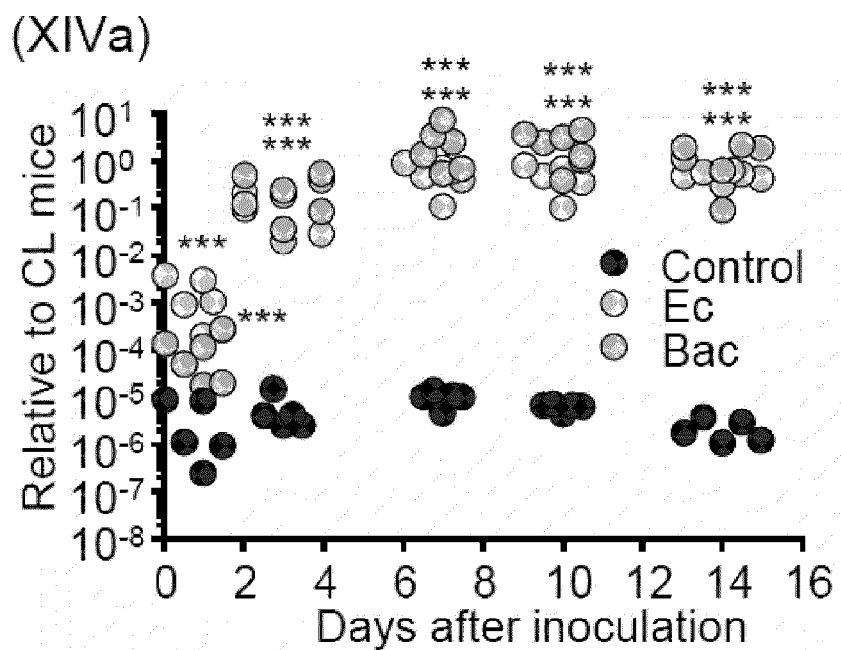 (XIVa)
***
***
***
***
***
***
***
***
***
***
10¹
10⁰
10⁻¹
10⁻²
10⁻³
10⁻⁴
10⁻⁵
10⁻⁶
10⁻⁷
10⁻⁸
Relative to CL mice
Control
Ec
Bac
0 2 4 6 8 10 12 14 16
Days after inoculation